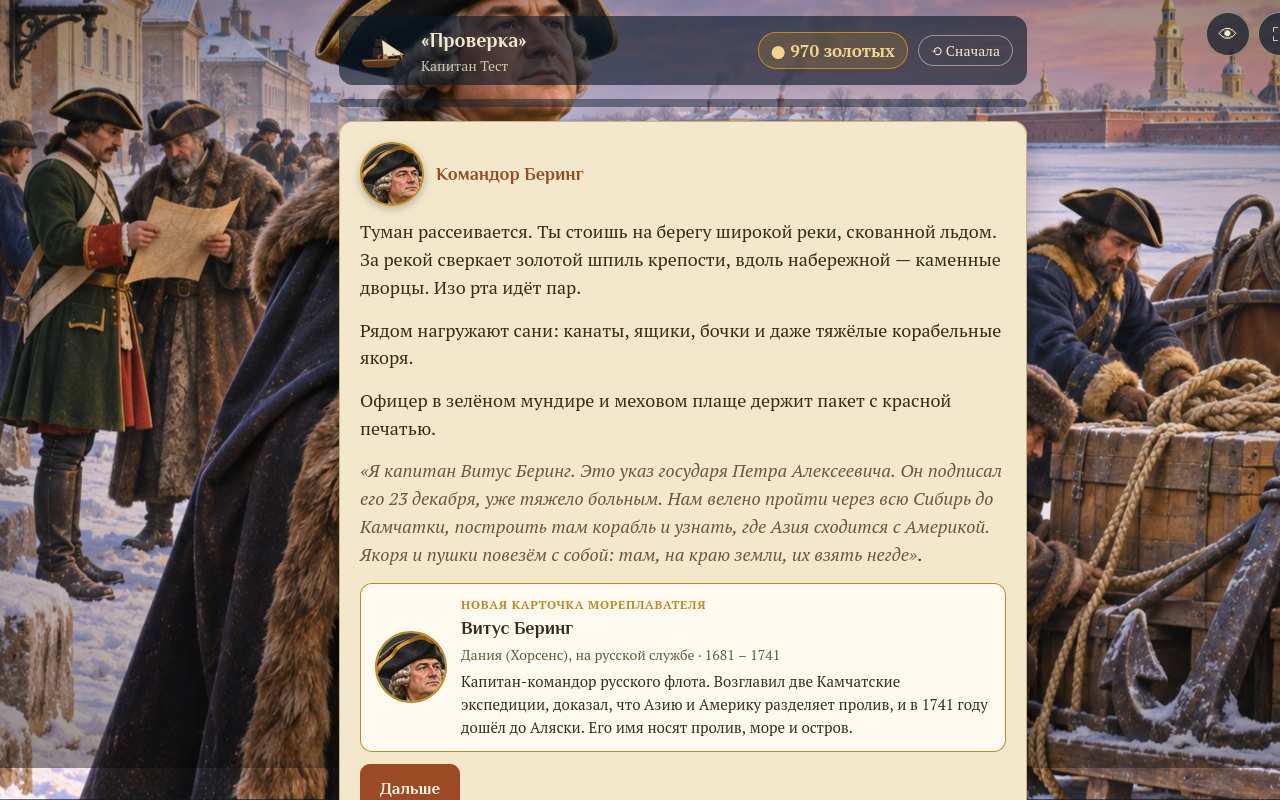 «Проверка»
Капитан Тест
970 золотых
⟲ Сначала
Командор Беринг
Туман рассеивается. Ты стоишь на берегу широкой реки, скованной льдом.
За рекой сверкает золотой шпиль крепости, вдоль набережной — каменные
дворцы. Изо рта идёт пар.
Рядом нагружают сани: канаты, ящики, бочки и даже тяжёлые корабельные
якоря.
Офицер в зелёном мундире и меховом плаще держит пакет с красной
печатью.
«Я капитан Витус Беринг. Это указ государя Петра Алексеевича. Он подписал
его 23 декабря, уже тяжело больным. Нам велено пройти через всю Сибирь до
Камчатки, построить там корабль и узнать, где Азия сходится с Америкой.
Якоря и пушки повезём с собой: там, на краю земли, их взять негде».
НОВАЯ КАРТОЧКА МОРЕПЛАВАТЕЛЯ
Витус Беринг
Дания (Хорсенс), на русской службе · 1681 – 1741
Капитан-командор русского флота. Возглавил две Камчатские
экспедиции, доказал, что Азию и Америку разделяет пролив, и в 1741 году
дошёл до Аляски. Его имя носят пролив, море и остров.
Дальше